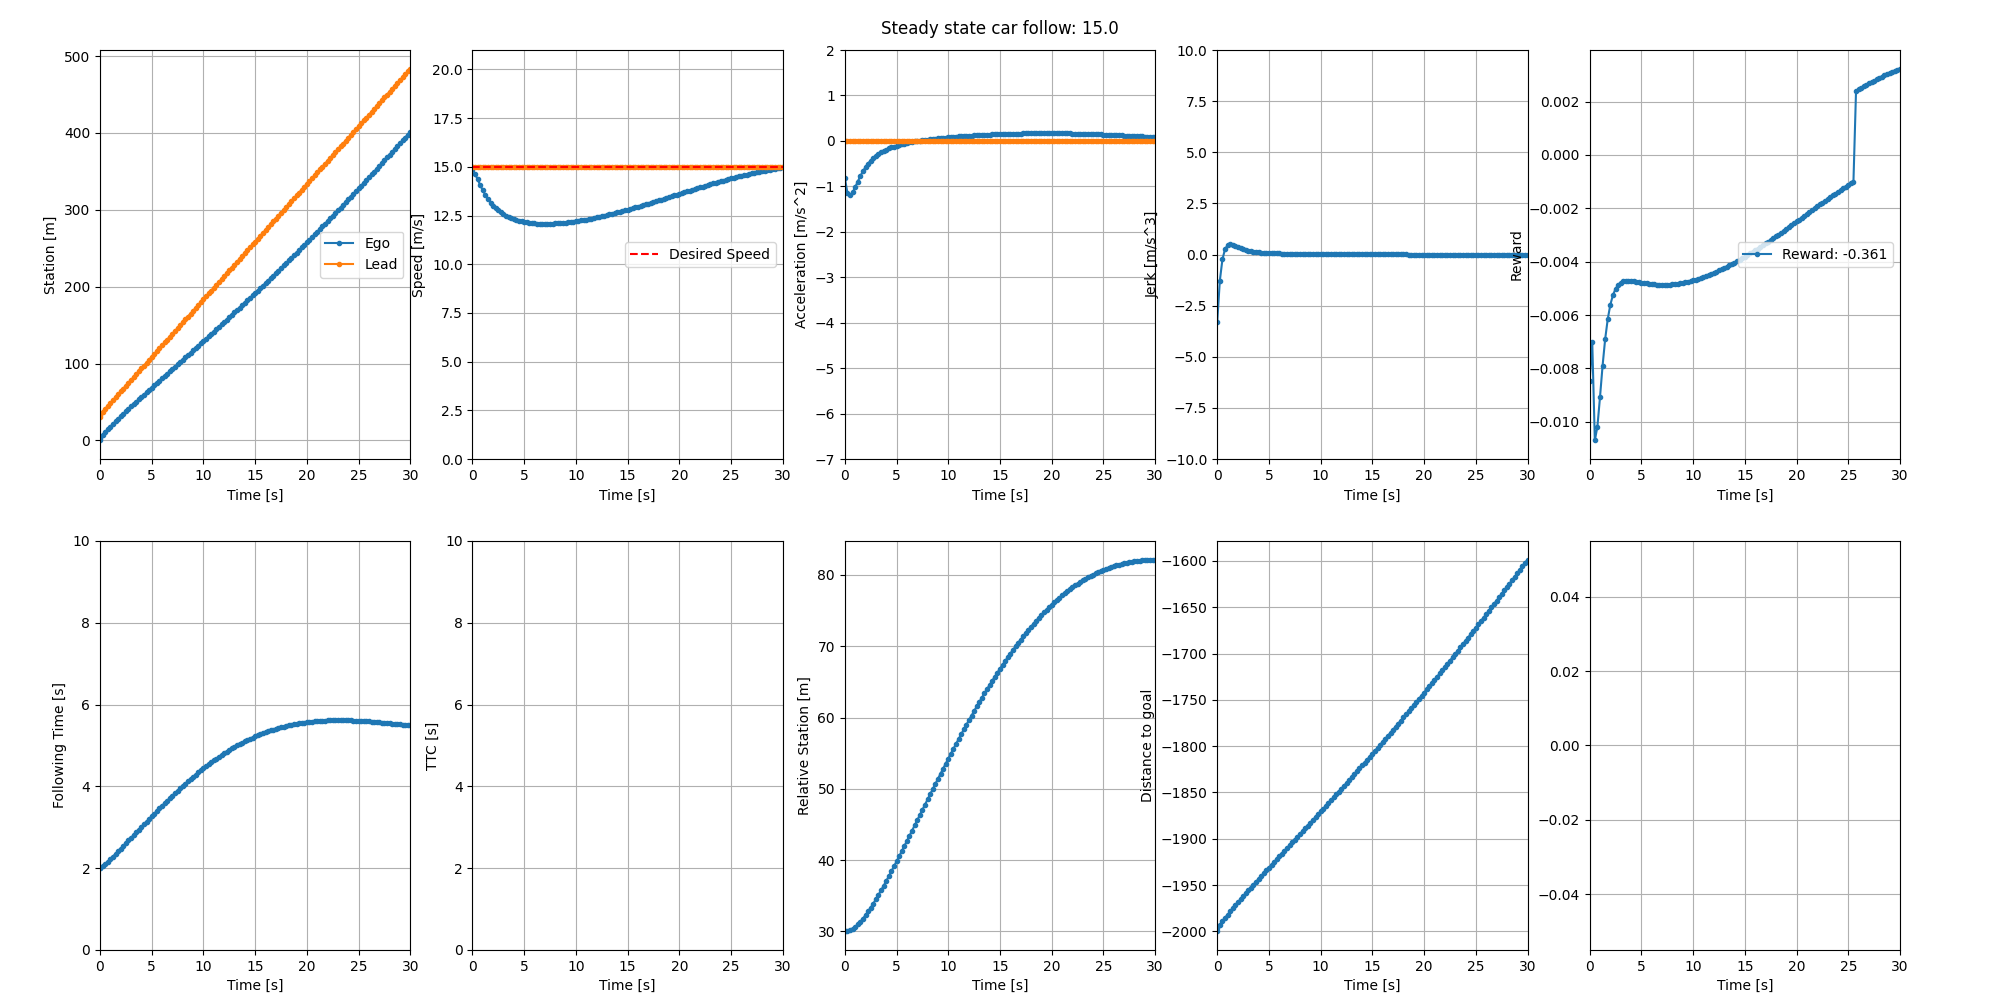 Steady state car follow: 15.0
Station [m]
500
400
300
200
100
0
Ego
Lead
0 5 10 15 20 25 30
Time [s]
Speed [m/s]
20.0
17.5
15.0
12.5
10.0
7.5
5.0
2.5
0.0
Desired Speed
0 5 10 15 20 25 30
Time [s]
Acceleration [m/s^2]
2
1
0
−1
−2
−3
−4
−5
−6
−7
0 5 10 15 20 25 30
Time [s]
Jerk [m/s^3]
10.0
7.5
5.0
2.5
0.0
−2.5
−5.0
−7.5
−10.0
0 5 10 15 20 25 30
Time [s]
Reward
0.002
0.000
−0.002
−0.004
−0.006
−0.008
−0.010
Reward: -0.361
0 5 10 15 20 25 30
Time [s]
Following Time [s]
10
8
6
4
2
0
0 5 10 15 20 25 30
Time [s]
TTC [s]
10
8
6
4
2
0
0 5 10 15 20 25 30
Time [s]
Relative Station [m]
80
70
60
50
40
30
0 5 10 15 20 25 30
Time [s]
Distance to goal
−1600
−1650
−1700
−1750
−1800
−1850
−1900
−1950
−2000
0 5 10 15 20 25 30
Time [s]
0.04
0.02
0.00
−0.02
−0.04
0 5 10 15 20 25 30
Time [s]